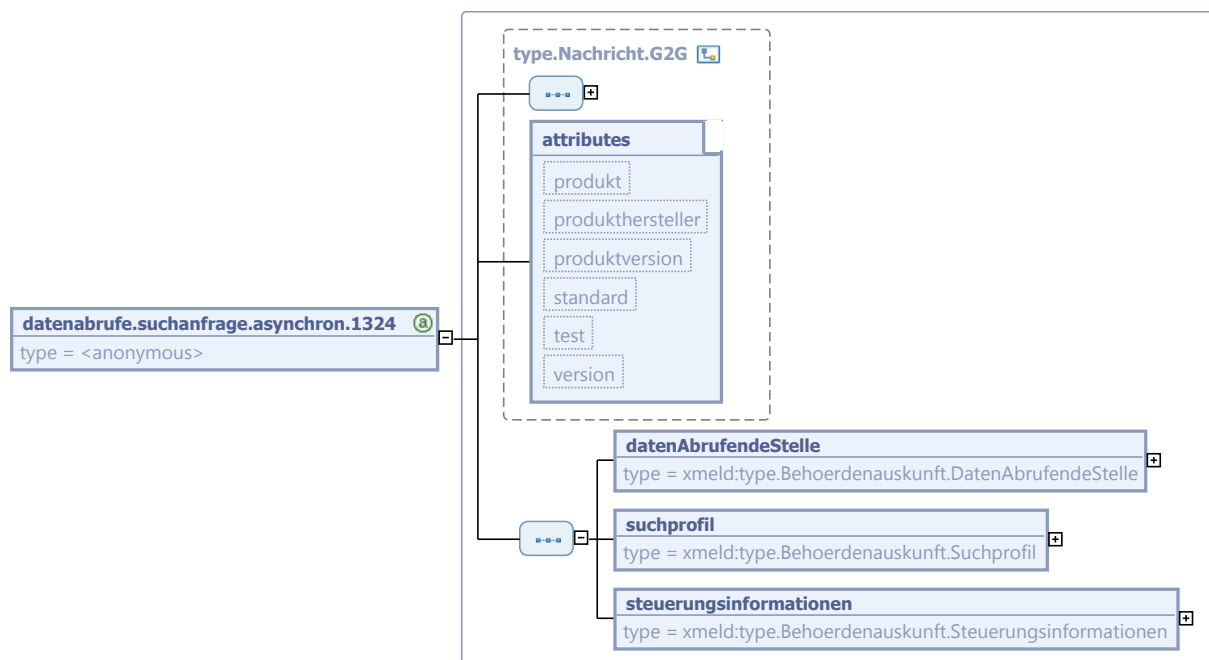 type.Nachricht.G2G
attributes
produkt
produkthersteller
produktversion
standard
test
version
datenabrufe.suchanfrage.asynchron.1324 @
type = <anonymous>
datenAbrufendeStelle
type = xmeld:type.Behoerdenauskunft.DatenAbrufendeStelle
suchprofil
type = xmeld:type.Behoerdenauskunft.Suchprofil
steuerungsinformationen
type = xmeld:type.Behoerdenauskunft.Steuerungsinformationen